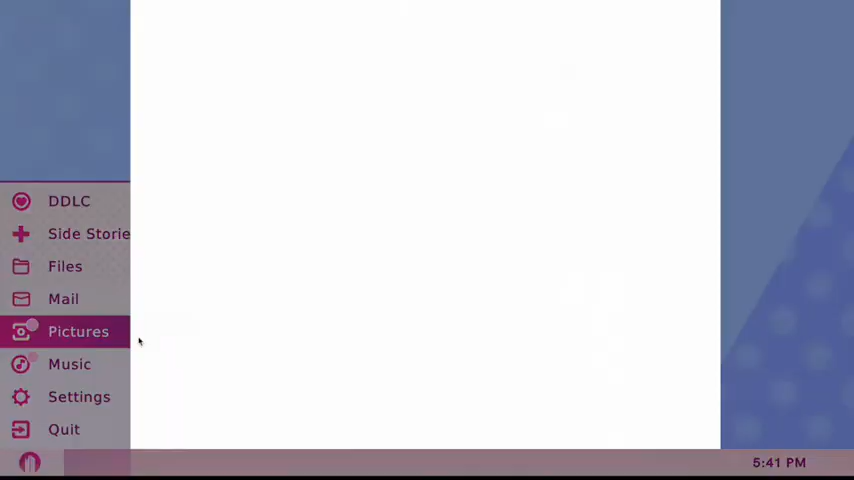 DDLC
Side Storie
Files
Mail
Pictures
Music
Settings
Quit
5:41 PM